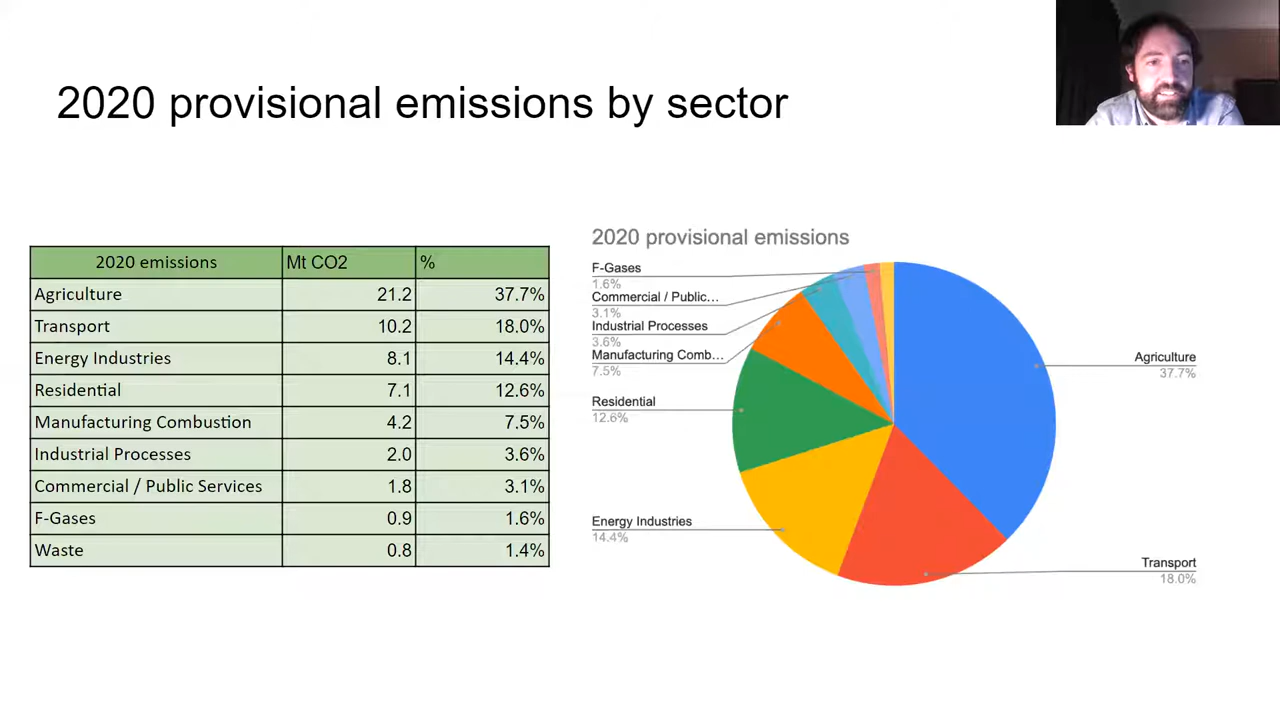 2020 provisional emissions by sector
2020 emissions Mt CO2 %
Agriculture 21.2 37.7%
Transport 10.2 18.0%
Energy Industries 8.1 14.4%
Residential 7.1 12.6%
Manufacturing Combustion 4.2 7.5%
Industrial Processes 2.0 3.6%
Commercial / Public Services 1.8 3.1%
F-Gases 0.9 1.6%
Waste 0.8 1.4%
2020 provisional emissions
F-Gases
1.6%
Commercial / Public…
3.1%
Industrial Processes
3.6%
Manufacturing Comb…
7.5%
Residential
12.6%
Energy Industries
14.4%
Agriculture
37.7%
Transport
18.0%